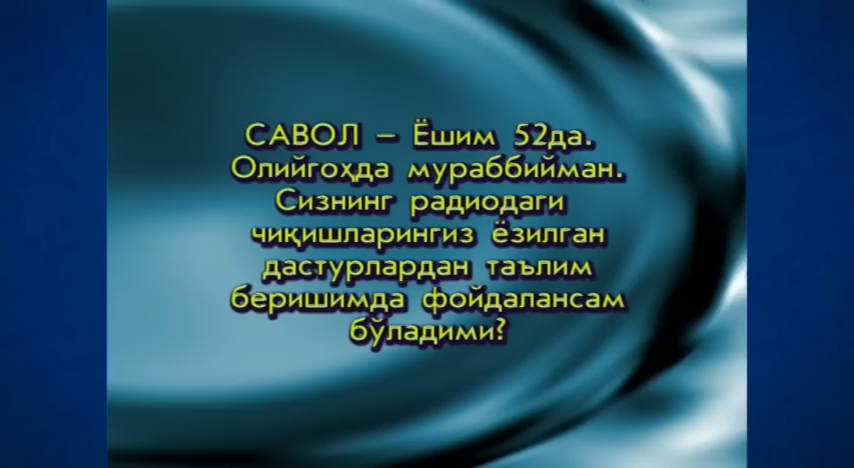 САВОЛ – Ёшим 52да.
Олийгоҳда мураббийман.
Сизнинг радиодаги
чиқишларингиз ёзилган
дастурлардан таълим
беришимда фойдалансам
бўладими?